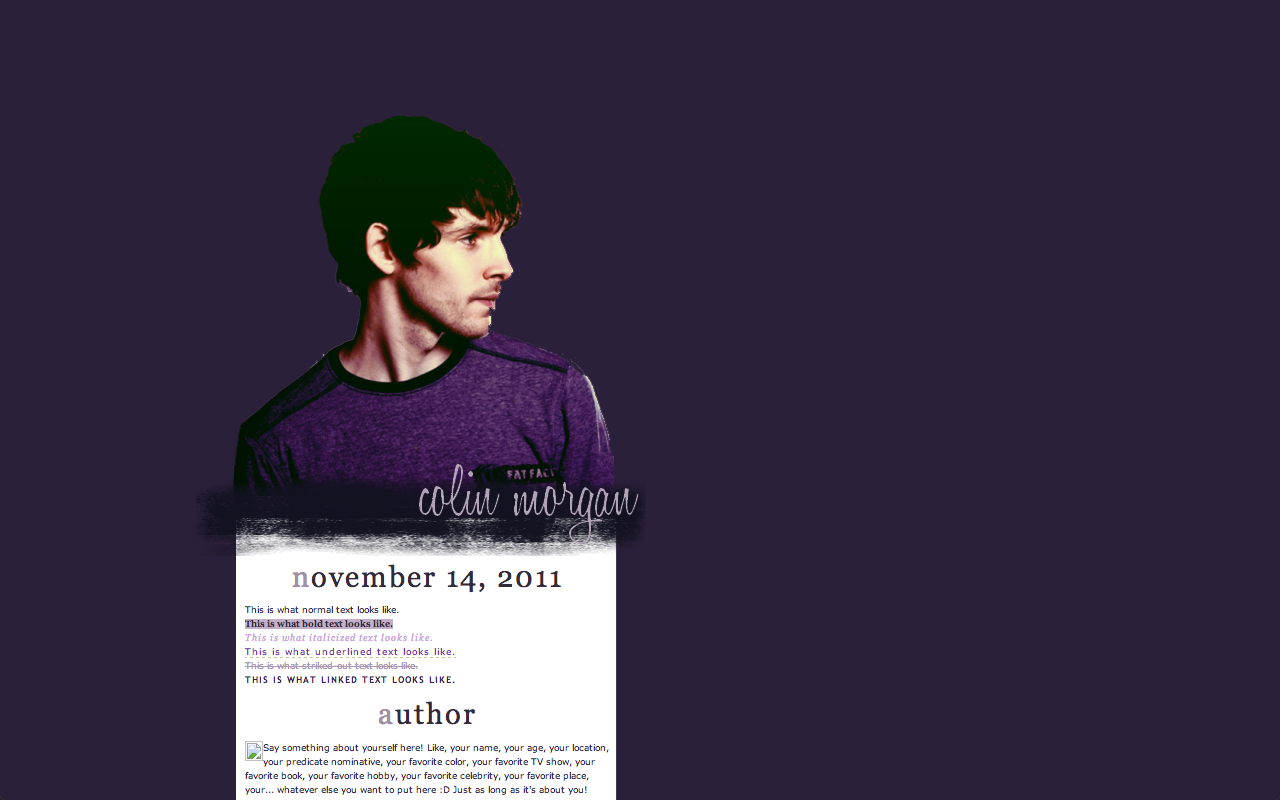 FAT FACE
colin morgan
november 14, 2011
This is what normal text looks like.
This is what bold text looks like.
This is what italicized text looks like.
This is what underlined text looks like.
This is what striked-out text looks like.
THIS IS WHAT LINKED TEXT LOOKS LIKE.
author
Say something about yourself here! Like, your name, your age, your location,
your predicate nominative, your favorite color, your favorite TV show, your
favorite book, your favorite hobby, your favorite celebrity, your favorite place,
your... whatever else you want to put here :D Just as long as it's about you!